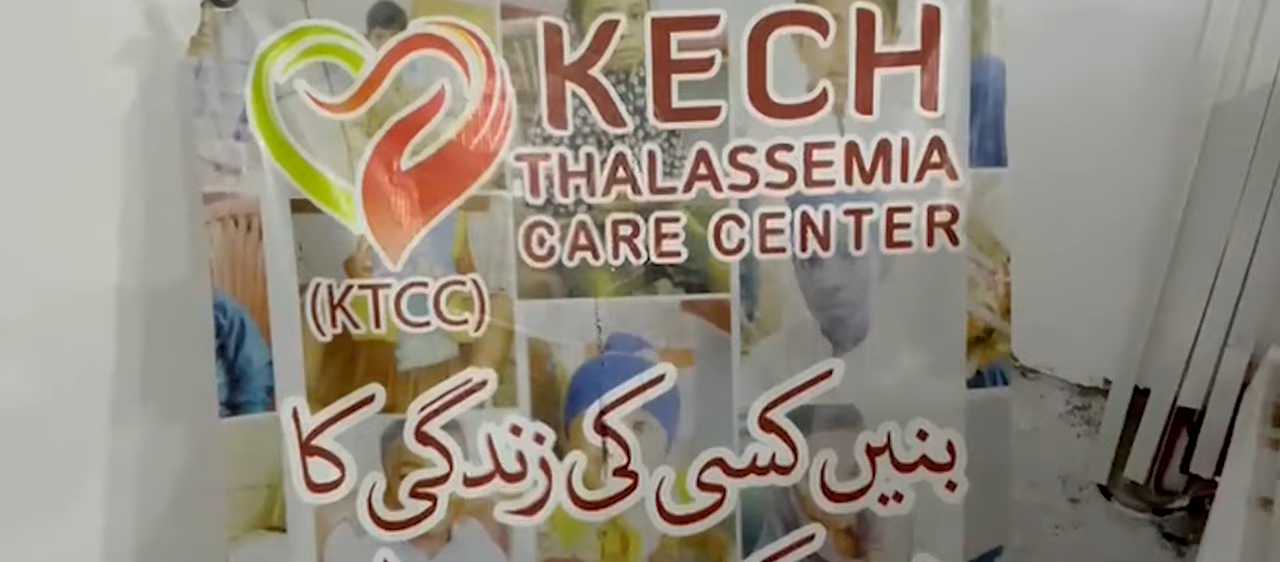 KECH
THALASSEMIA
CARE CENTER
(KTCC)
بنیں کسی کی زندگی کا